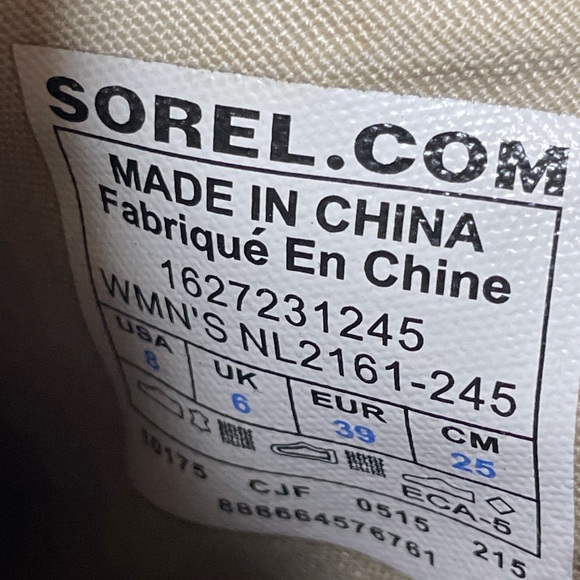 SOREL.COM
MADE IN CHINA
Fabriqué En Chine
1627231245
WMN'S NL2161-245
USA UK EUR CM
8 6 39 25
ECA-5
10175 CJF 0515 215
888664576761